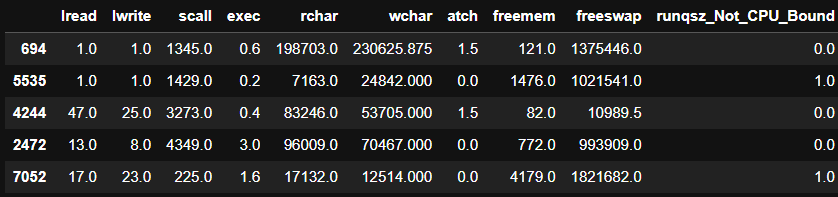 lread lwrite scall exec rchar wchar atch freemem freeswap runqsz_Not_CPU_Bound
694 1.0 1.0 1345.0 0.6 198703.0 230625.875 1.5 121.0 1375446.0 0.0
5535 1.0 1.0 1429.0 0.2 7163.0 24842.000 0.0 1476.0 1021541.0 1.0
4244 47.0 25.0 3273.0 0.4 83246.0 53705.000 1.5 82.0 10989.5 0.0
2472 13.0 8.0 4349.0 3.0 96009.0 70467.000 0.0 772.0 993909.0 0.0
7052 17.0 23.0 225.0 1.6 17132.0 12514.000 0.0 4179.0 1821682.0 1.0